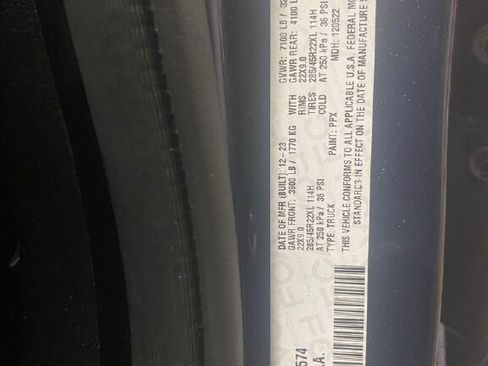 DATE OF MFR (BUILT): 12-23 GVWR: 7100 LB / 32
GAWR FRONT: 3900 LB / 1770 KG WITH GAWR REAR: 4100 LB
22X9.0 RIMS 22X9.0
285/45R22XL 114H TIRES 285/45R22XL 114H
AT 250 kPa / 36 PSI COLD AT 250 kPa / 36 PSI
TYPE: TRUCK PAINT: PPX MDH: 120522
THIS VEHICLE CONFORMS TO ALL APPLICABLE U.S.A. FEDERAL MO
STANDARDS IN EFFECT ON THE DATE OF MANUFACTURE
574
.A.